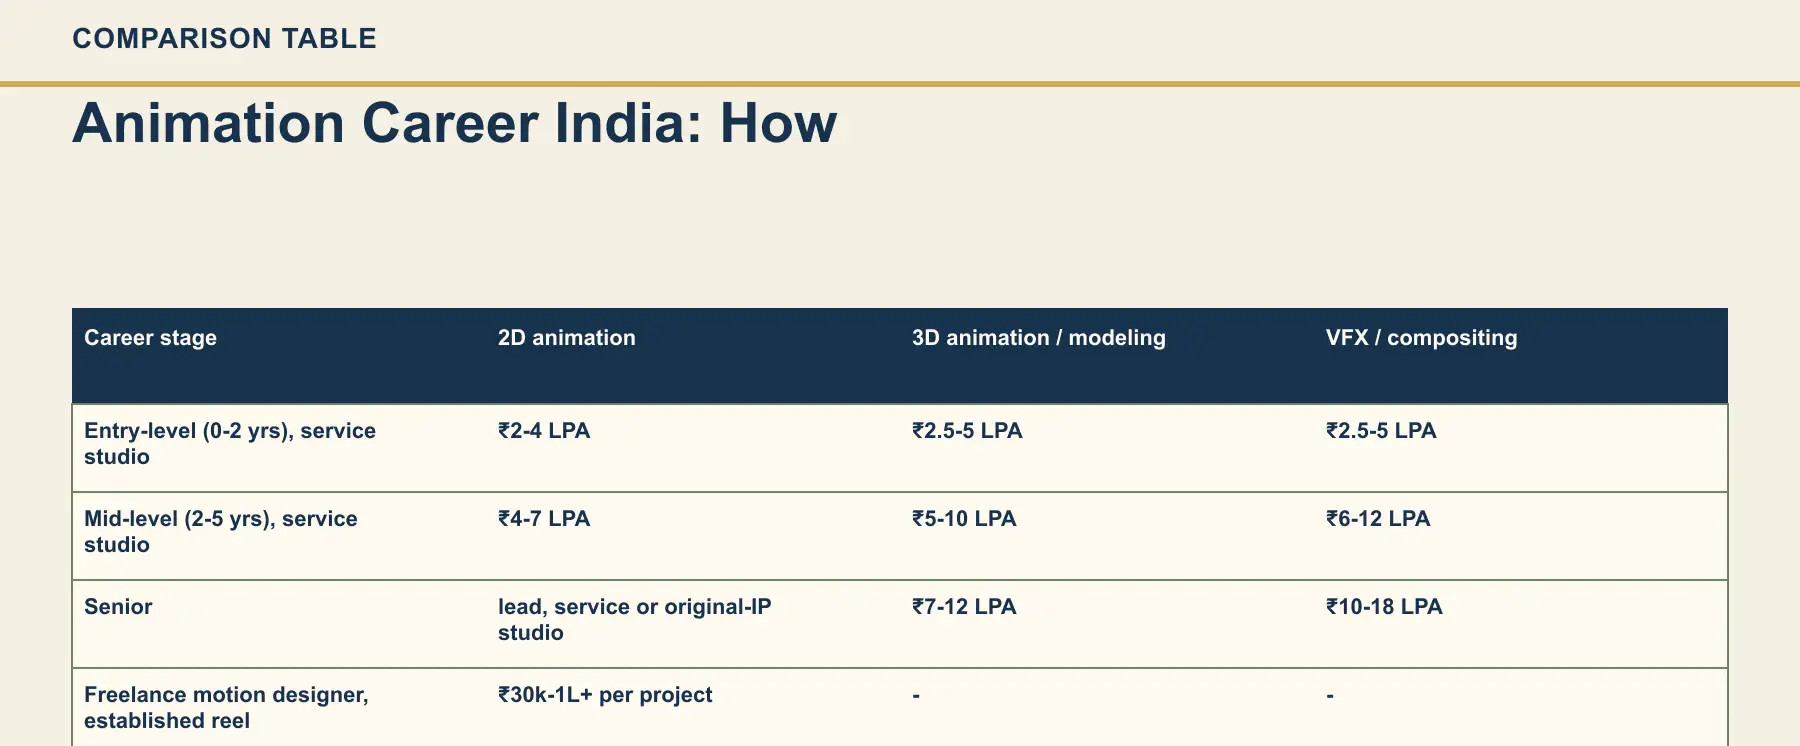 COMPARISON TABLE
Animation Career India: How
Career stage 2D animation 3D animation / modeling VFX / compositing
Entry-level (0-2 yrs), service ₹2-4 LPA ₹2.5-5 LPA ₹2.5-5 LPA
studio
Mid-level (2-5 yrs), service ₹4-7 LPA ₹5-10 LPA ₹6-12 LPA
studio
Senior lead, service or original-IP ₹7-12 LPA ₹10-18 LPA
studio
Freelance motion designer, ₹30k-1L+ per project - -
established reel